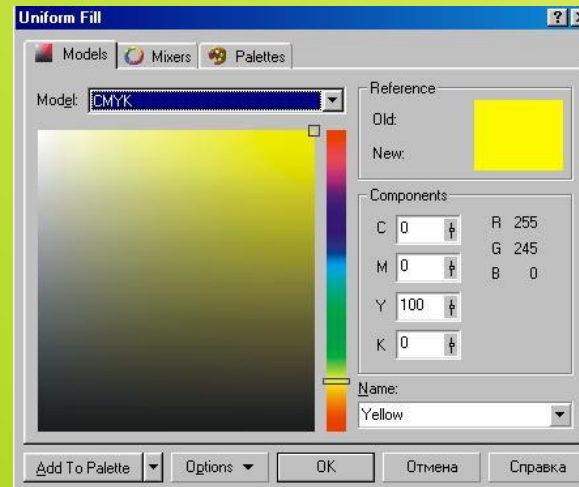 Uniform Fill
Models Mixers Palettes
Model: CMYK
Reference
Old:
New:
Components
C 0 R 255
G 245
M 0 B 0
Y 100
K 0
Name:
Yellow
Add To Palette Options OK Отмена Справка